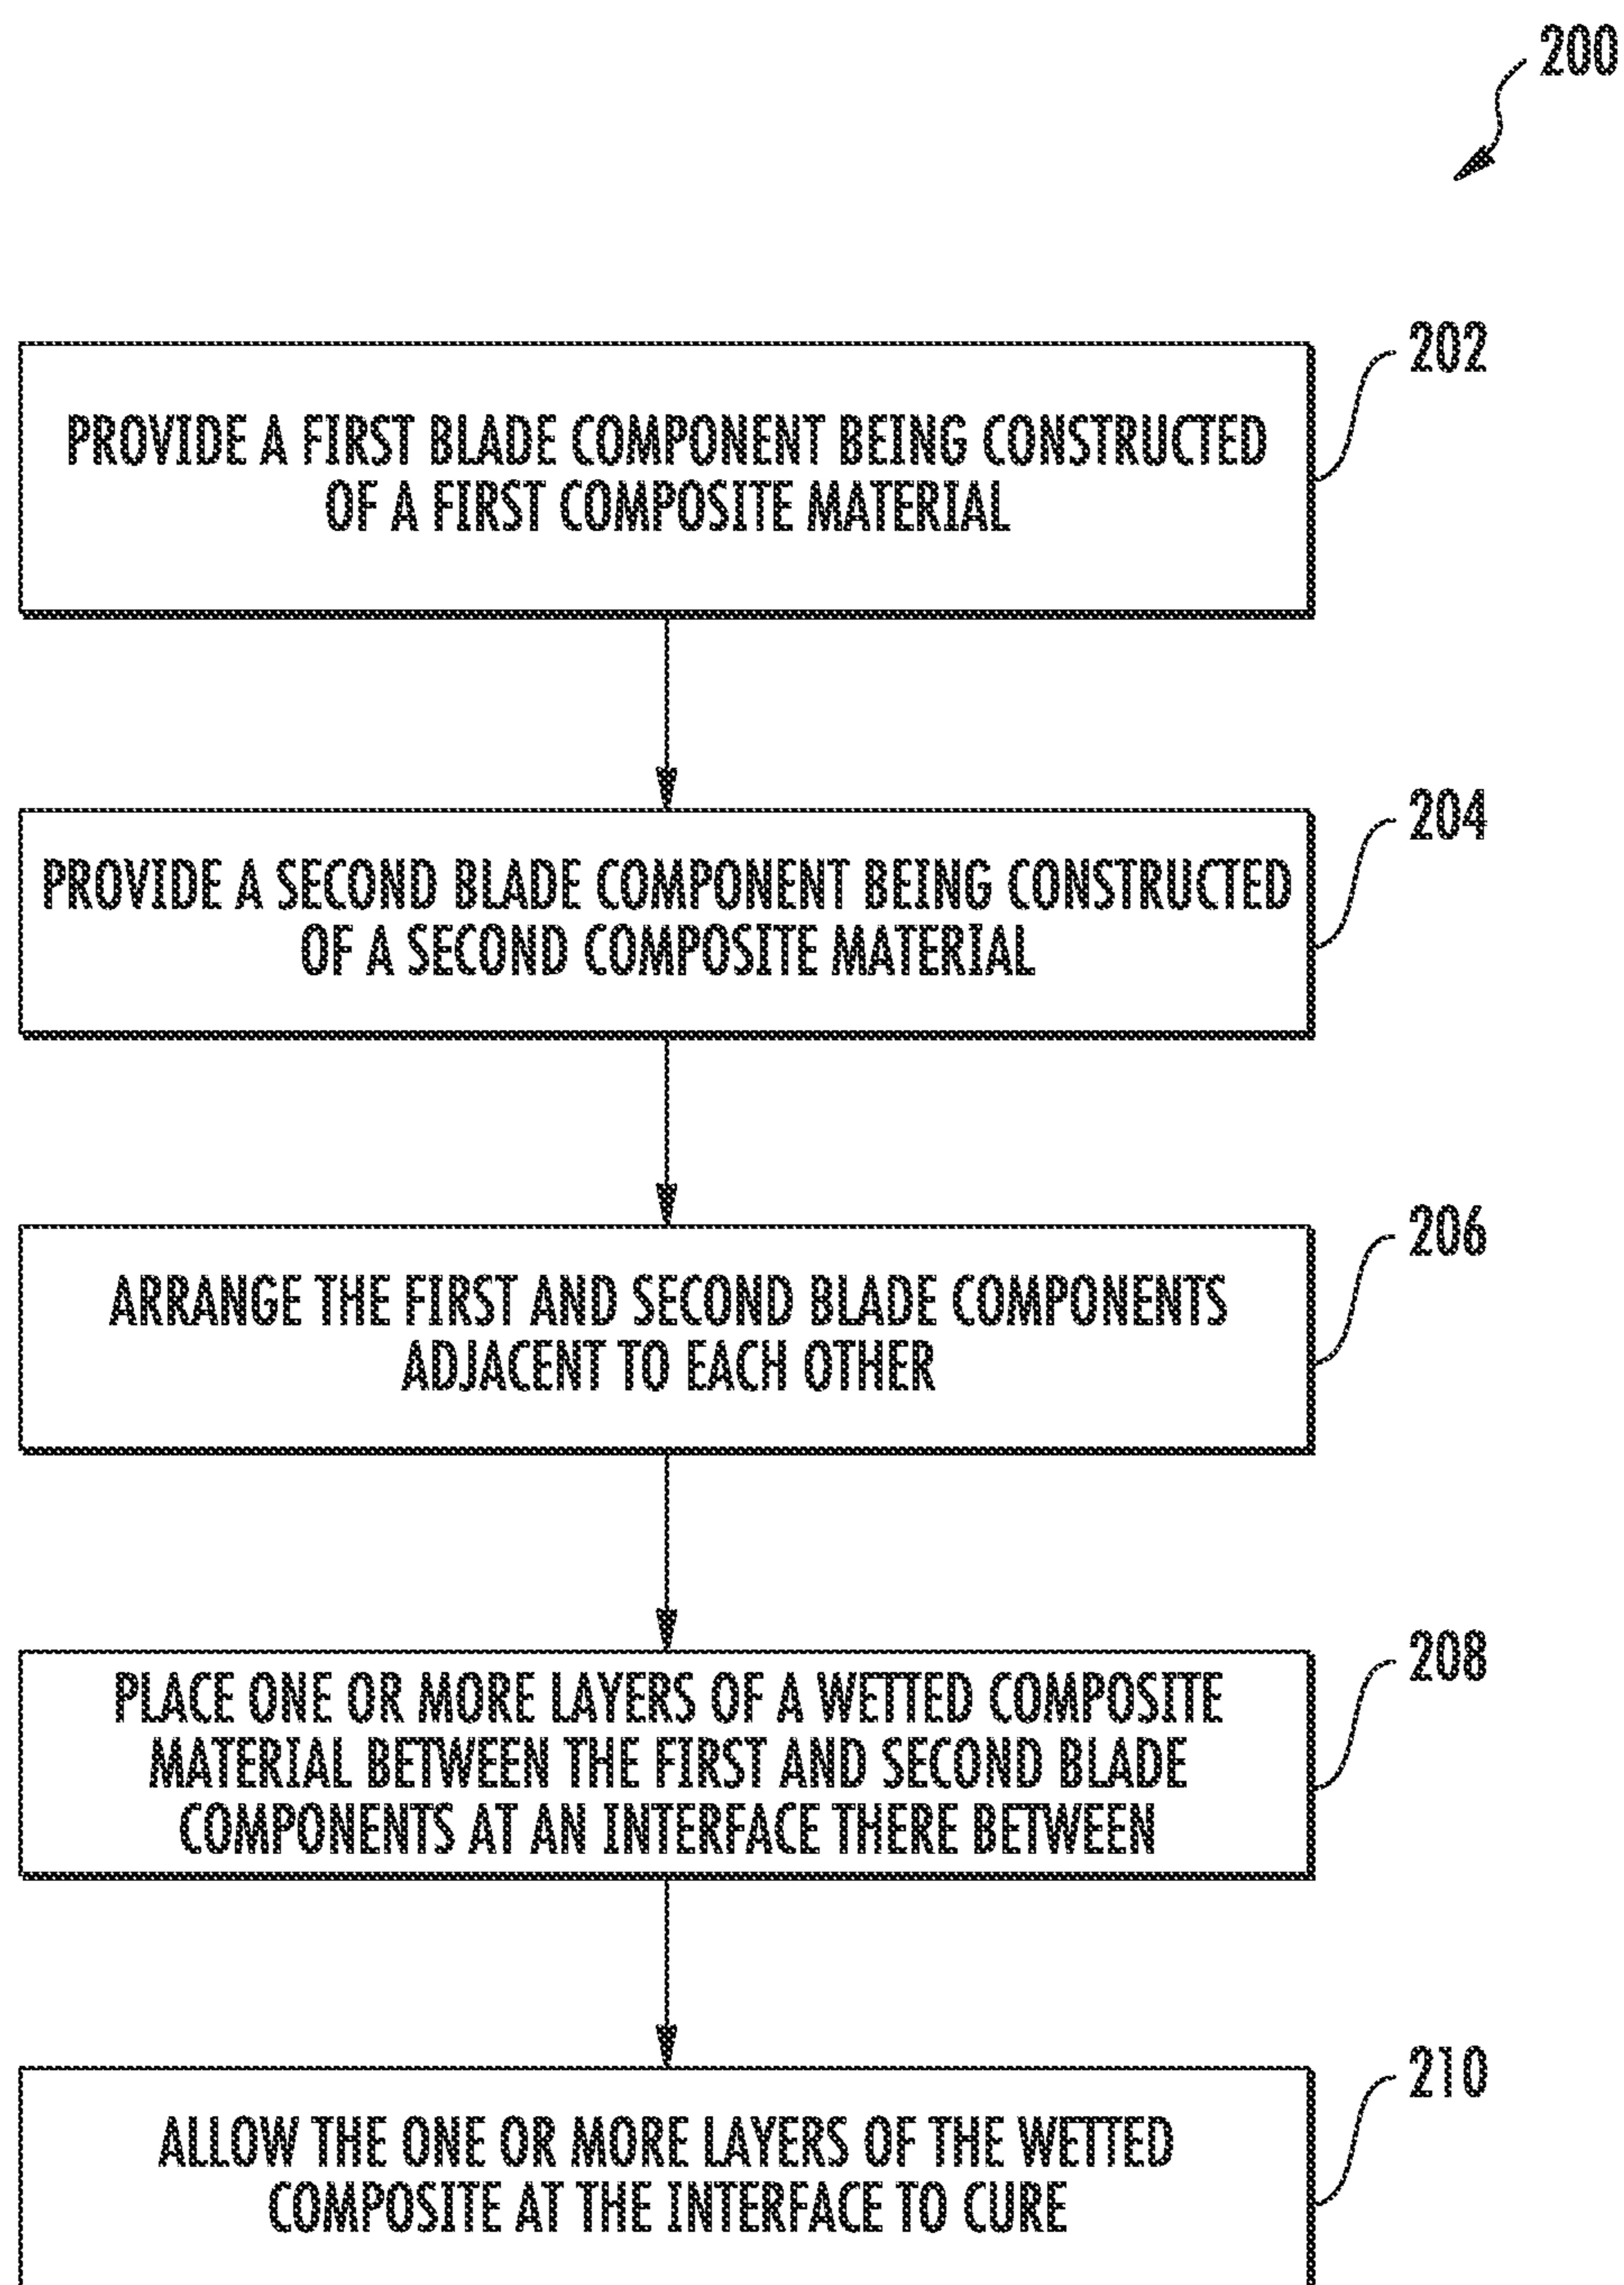 200
202
PROVIDE A FIRST BLADE COMPONENT BEING CONSTRUCTED
OF A FIRST COMPOSITE MATERIAL
204
PROVIDE A SECOND BLADE COMPONENT BEING CONSTRUCTED
OF A SECOND COMPOSITE MATERIAL
206
ARRANGE THE FIRST AND SECOND BLADE COMPONENTS
ADJACENT TO EACH OTHER
208
PLACE ONE OR MORE LAYERS OF A WETTED COMPOSITE
MATERIAL BETWEEN THE FIRST AND SECOND BLADE
COMPONENTS AT AN INTERFACE THERE BETWEEN
210
ALLOW THE ONE OR MORE LAYERS OF THE WETTED
COMPOSITE AT THE INTERFACE TO CURE